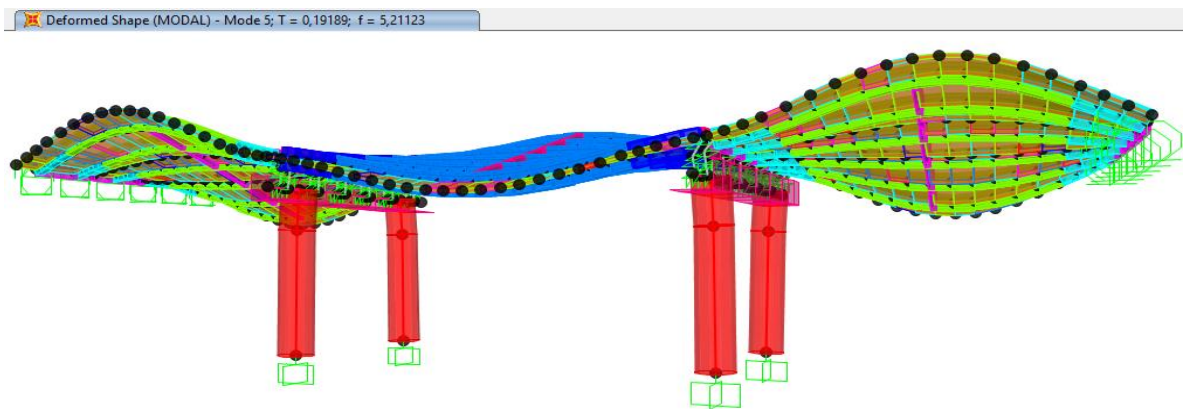 Deformed Shape (MODAL) - Mode 5; T = 0,19189; f = 5,21123